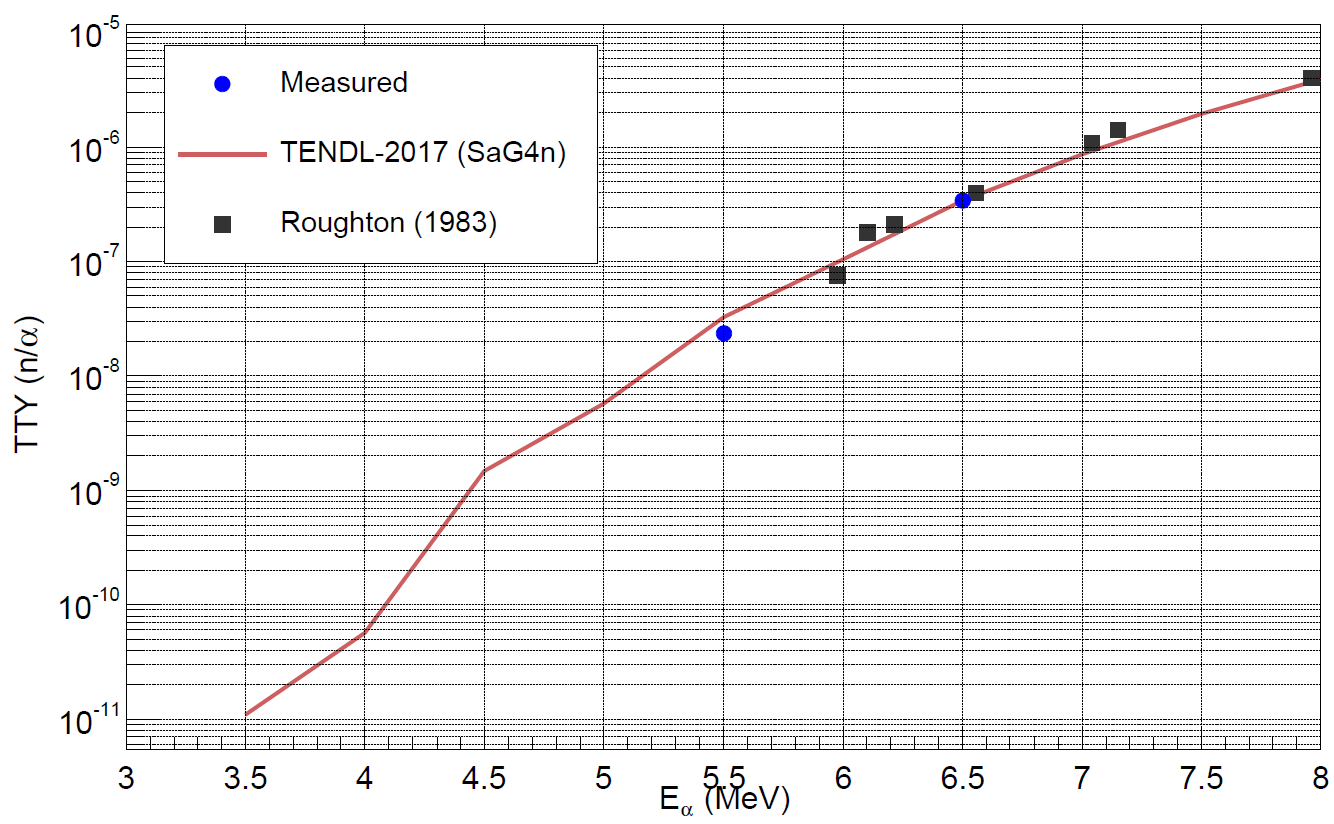 10⁻⁵
Measured
10⁻⁶
TENDL-2017 (SaG4n)
Roughton (1983)
10⁻⁷
TTY (n/α)
10⁻⁸
10⁻⁹
10⁻¹⁰
10⁻¹¹
3 3.5 4 4.5 5 5.5 6 6.5 7 7.5 8
Eα (MeV)